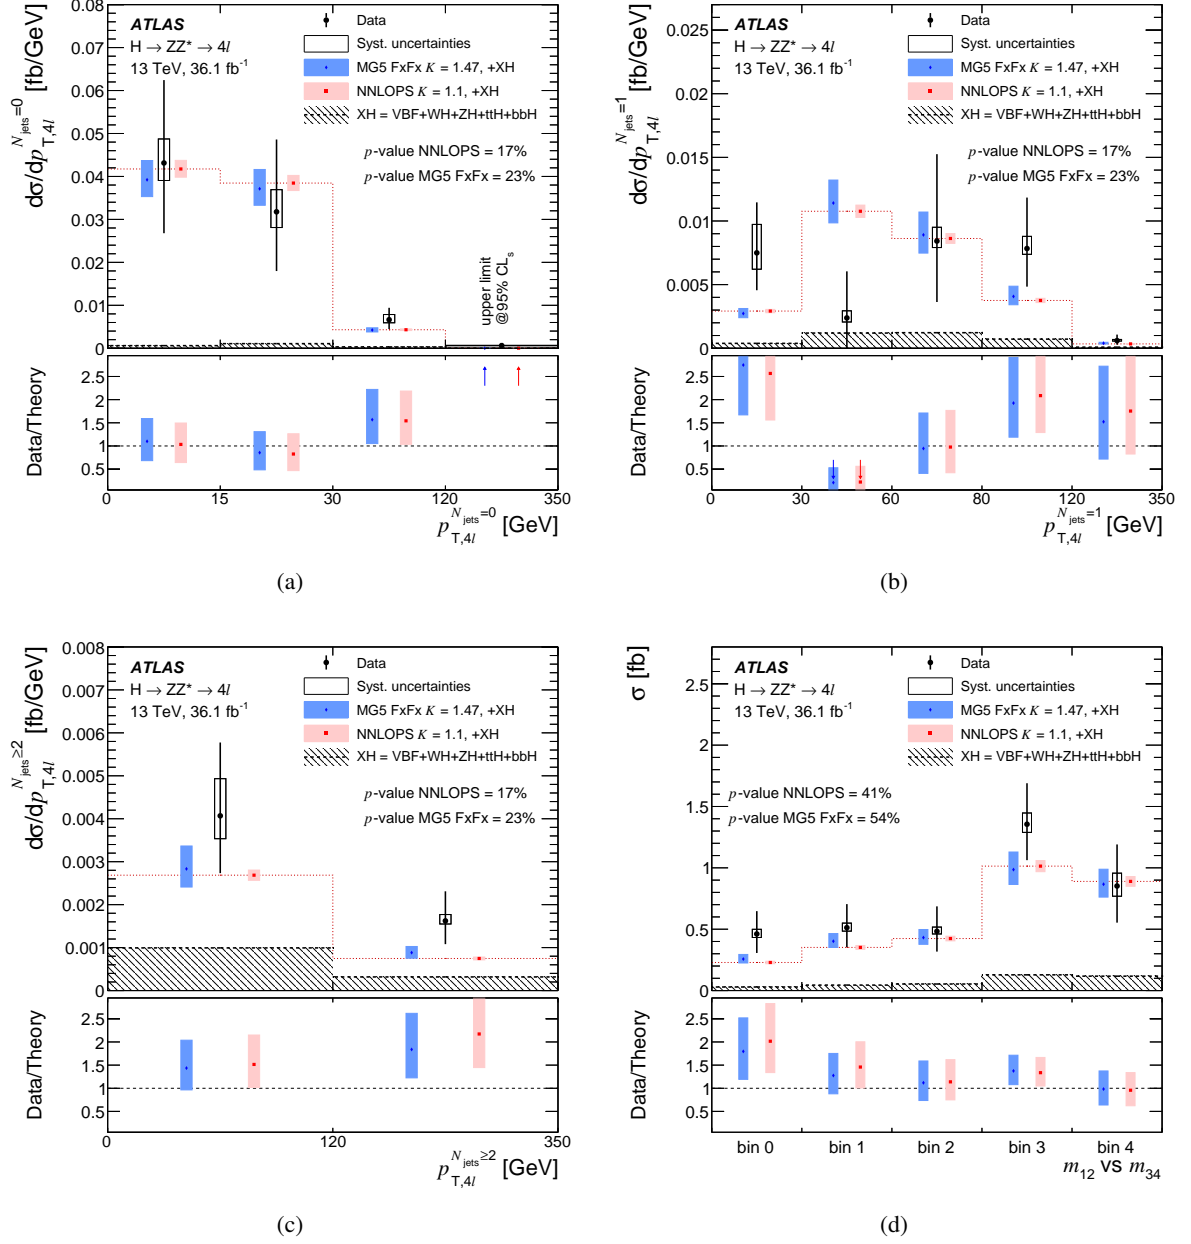 ATLAS
H → ZZ* → 4l
13 TeV, 36.1 fb⁻¹
Data
Syst. uncertainties
MG5 FxFx K = 1.47, +XH
NNLOPS K = 1.1, +XH
XH = VBF+WH+ZH+ttH+bbH
p-value NNLOPS = 17%
p-value MG5 FxFx = 23%
upper limit
@95% CLs
dσ/dp_{T,4l}^{N_jets=0} [fb/GeV]
0.08
0.07
0.06
0.05
0.04
0.03
0.02
0.01
0
Data/Theory
2.5
2
1.5
1
0.5
0 15 30 120 350
p_{T,4l}^{N_jets=0} [GeV]
(a)
ATLAS
H → ZZ* → 4l
13 TeV, 36.1 fb⁻¹
Data
Syst. uncertainties
MG5 FxFx K = 1.47, +XH
NNLOPS K = 1.1, +XH
XH = VBF+WH+ZH+ttH+bbH
p-value NNLOPS = 17%
p-value MG5 FxFx = 23%
dσ/dp_{T,4l}^{N_jets=1} [fb/GeV]
0.025
0.02
0.015
0.01
0.005
0
Data/Theory
2.5
2
1.5
1
0.5
0 30 60 80 120 350
p_{T,4l}^{N_jets=1} [GeV]
(b)
ATLAS
H → ZZ* → 4l
13 TeV, 36.1 fb⁻¹
Data
Syst. uncertainties
MG5 FxFx K = 1.47, +XH
NNLOPS K = 1.1, +XH
XH = VBF+WH+ZH+ttH+bbH
p-value NNLOPS = 17%
p-value MG5 FxFx = 23%
dσ/dp_{T,4l}^{N_jets≥2} [fb/GeV]
0.008
0.007
0.006
0.005
0.004
0.003
0.002
0.001
0
Data/Theory
2.5
2
1.5
1
0.5
0 120 350
p_{T,4l}^{N_jets≥2} [GeV]
(c)
ATLAS
H → ZZ* → 4l
13 TeV, 36.1 fb⁻¹
Data
Syst. uncertainties
MG5 FxFx K = 1.47, +XH
NNLOPS K = 1.1, +XH
XH = VBF+WH+ZH+ttH+bbH
p-value NNLOPS = 41%
p-value MG5 FxFx = 54%
σ [fb]
2.5
2
1.5
1
0.5
0
Data/Theory
2.5
2
1.5
1
0.5
bin 0 bin 1 bin 2 bin 3 bin 4
m₁₂ vs m₃₄
(d)